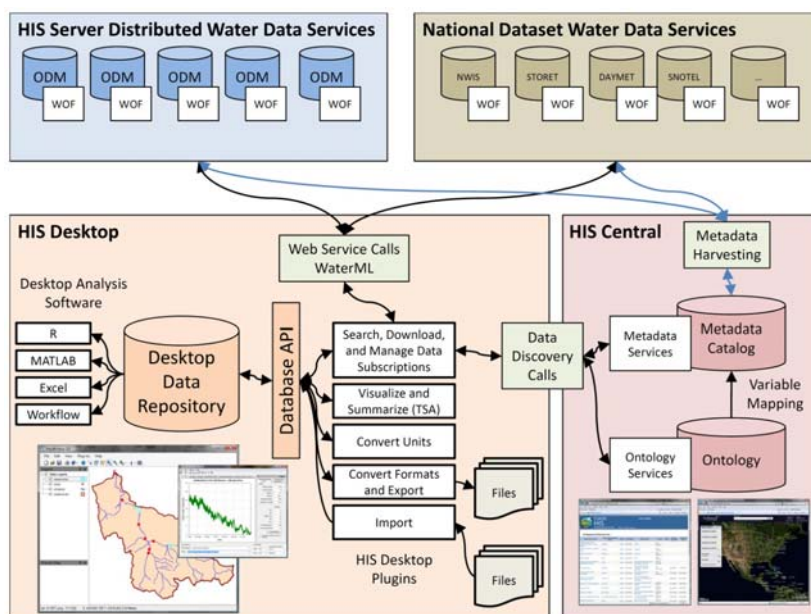 HIS Server Distributed Water Data Services
ODM
WOF
ODM
WOF
ODM
WOF
ODM
WOF
ODM
WOF
National Dataset Water Data Services
NWIS
WOF
STORET
WOF
DAYMET
WOF
SNOTEL
WOF
...
WOF
HIS Desktop
Web Service Calls
WaterML
Desktop Analysis
Software
R
MATLAB
Excel
Workflow
Desktop
Data
Repository
Database API
Search, Download,
and Manage Data
Subscriptions
Visualize and
Summarize (TSA)
Convert Units
Convert Formats
and Export
Import
Files
Files
HIS Desktop
Plugins
Data
Discovery
Calls
HIS Central
Metadata
Harvesting
Metadata
Services
Metadata
Catalog
Variable
Mapping
Ontology
Services
Ontology
HIS